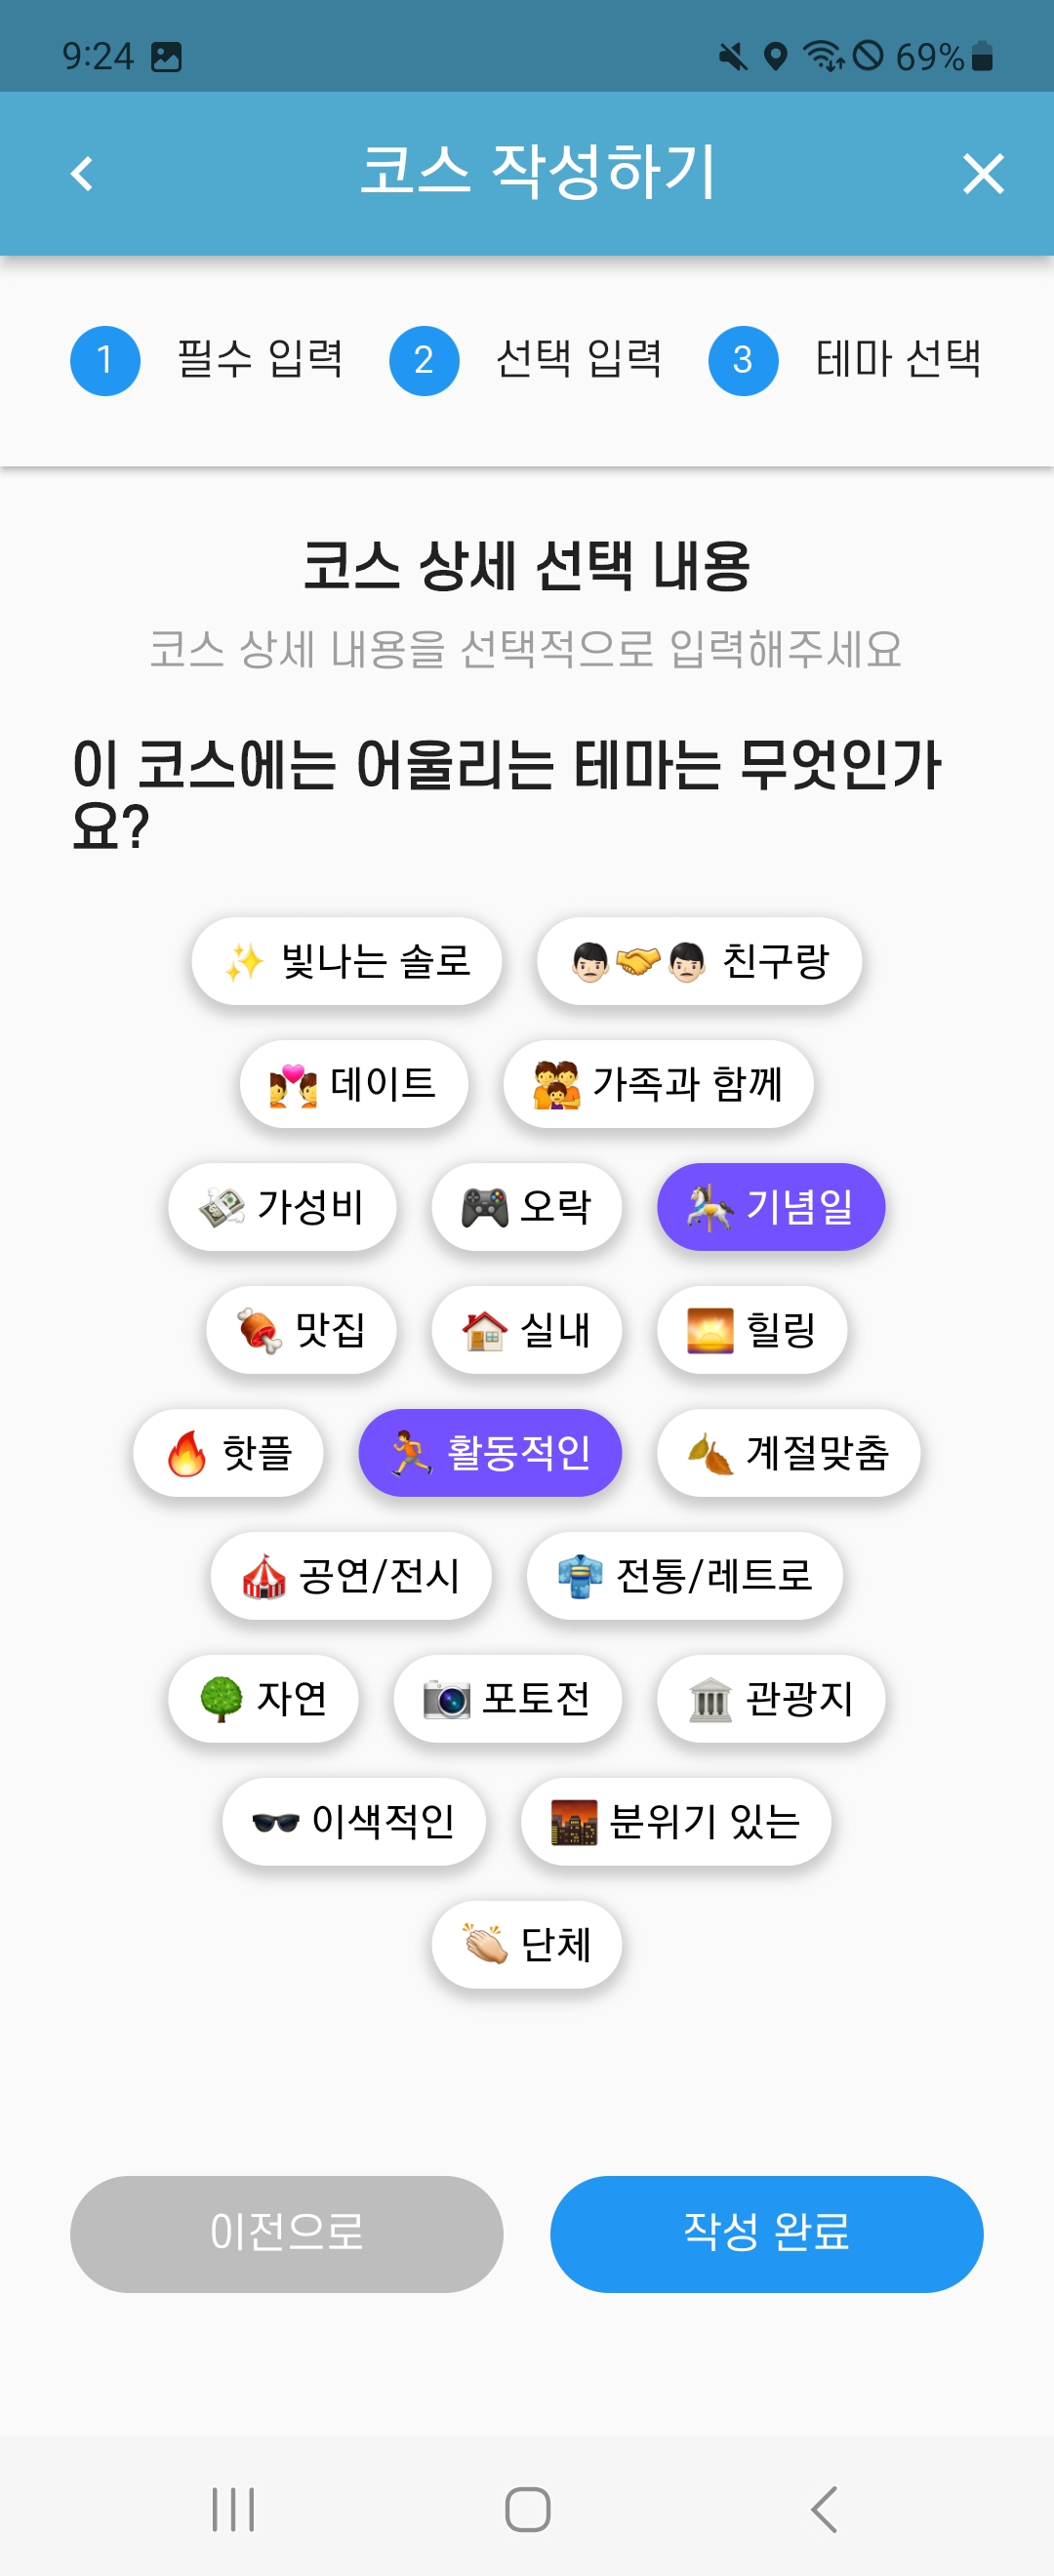 9:24 69%
코스 작성하기
1 필수 입력 2 선택 입력 3 테마 선택
코스 상세 선택 내용
코스 상세 내용을 선택적으로 입력해주세요
이 코스에는 어울리는 테마는 무엇인가
요?
빛나는 솔로 친구랑
데이트 가족과 함께
가성비 오락 기념일
맛집 실내 힐링
핫플 활동적인 계절맞춤
공연/전시 전통/레트로
자연 포토전 관광지
이색적인 분위기 있는
단체
이전으로 작성 완료